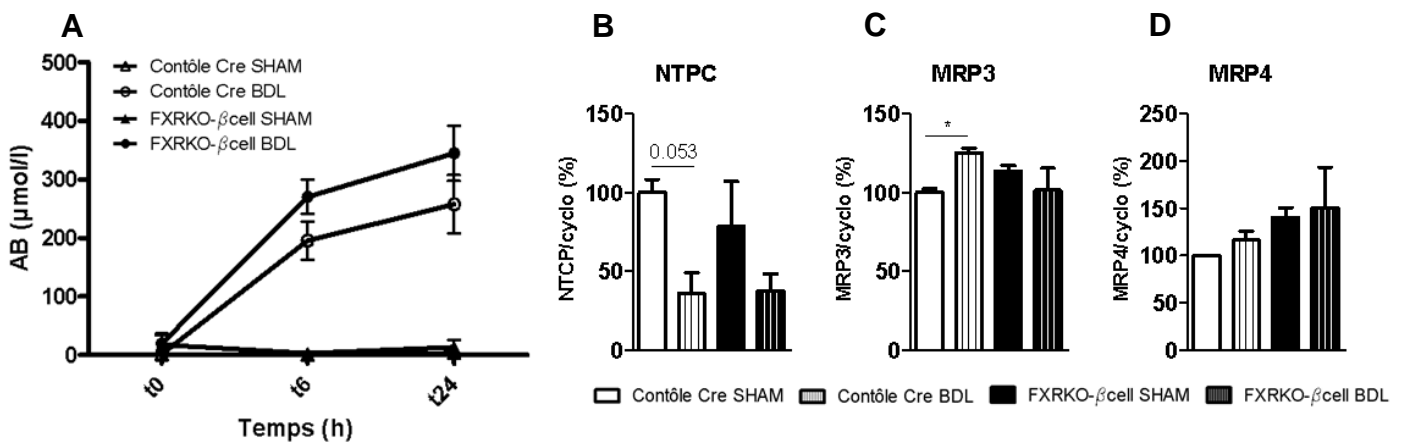 A
500
400
300
200
100
0
AB (µmol/l)
Contôle Cre SHAM
Contôle Cre BDL
FXRKO-βcell SHAM
FXRKO-βcell BDL
t0
t6
t24
Temps (h)
B
NTPC
150
100
50
0
NTCP/cyclo (%)
0.053
C
MRP3
150
100
50
0
MRP3/cyclo (%)
*
D
MRP4
250
200
150
100
50
0
MRP4/cyclo (%)
Contôle Cre SHAM
Contôle Cre BDL
FXRKO-βcell SHAM
FXRKO-βcell BDL